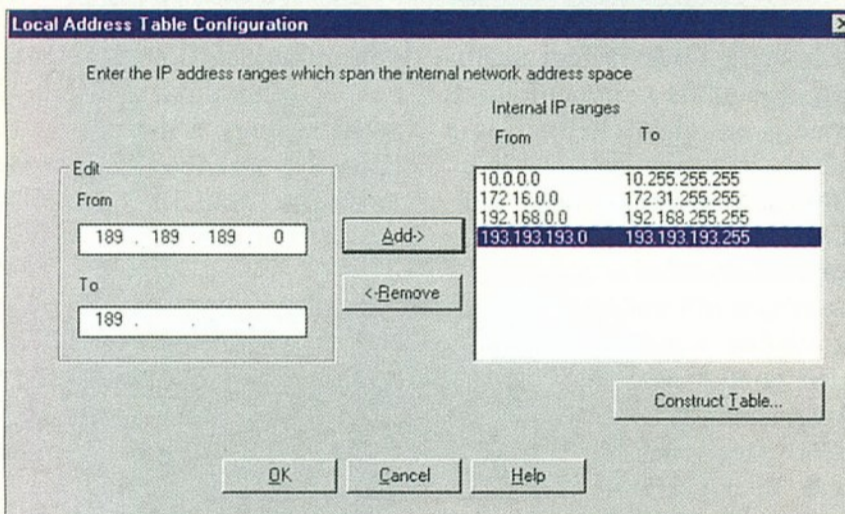 Local Address Table Configuration
Enter the IP address ranges which span the internal network address space
Internal IP ranges
From To
Edit
From
189 . 189 . 189 . 0
To
189 . . .
Add->
<-Remove
10.0.0.0 10.255.255.255
172.16.0.0 172.31.255.255
192.168.0.0 192.168.255.255
193.193.193.0 193.193.193.255
Construct Table...
OK Cancel Help